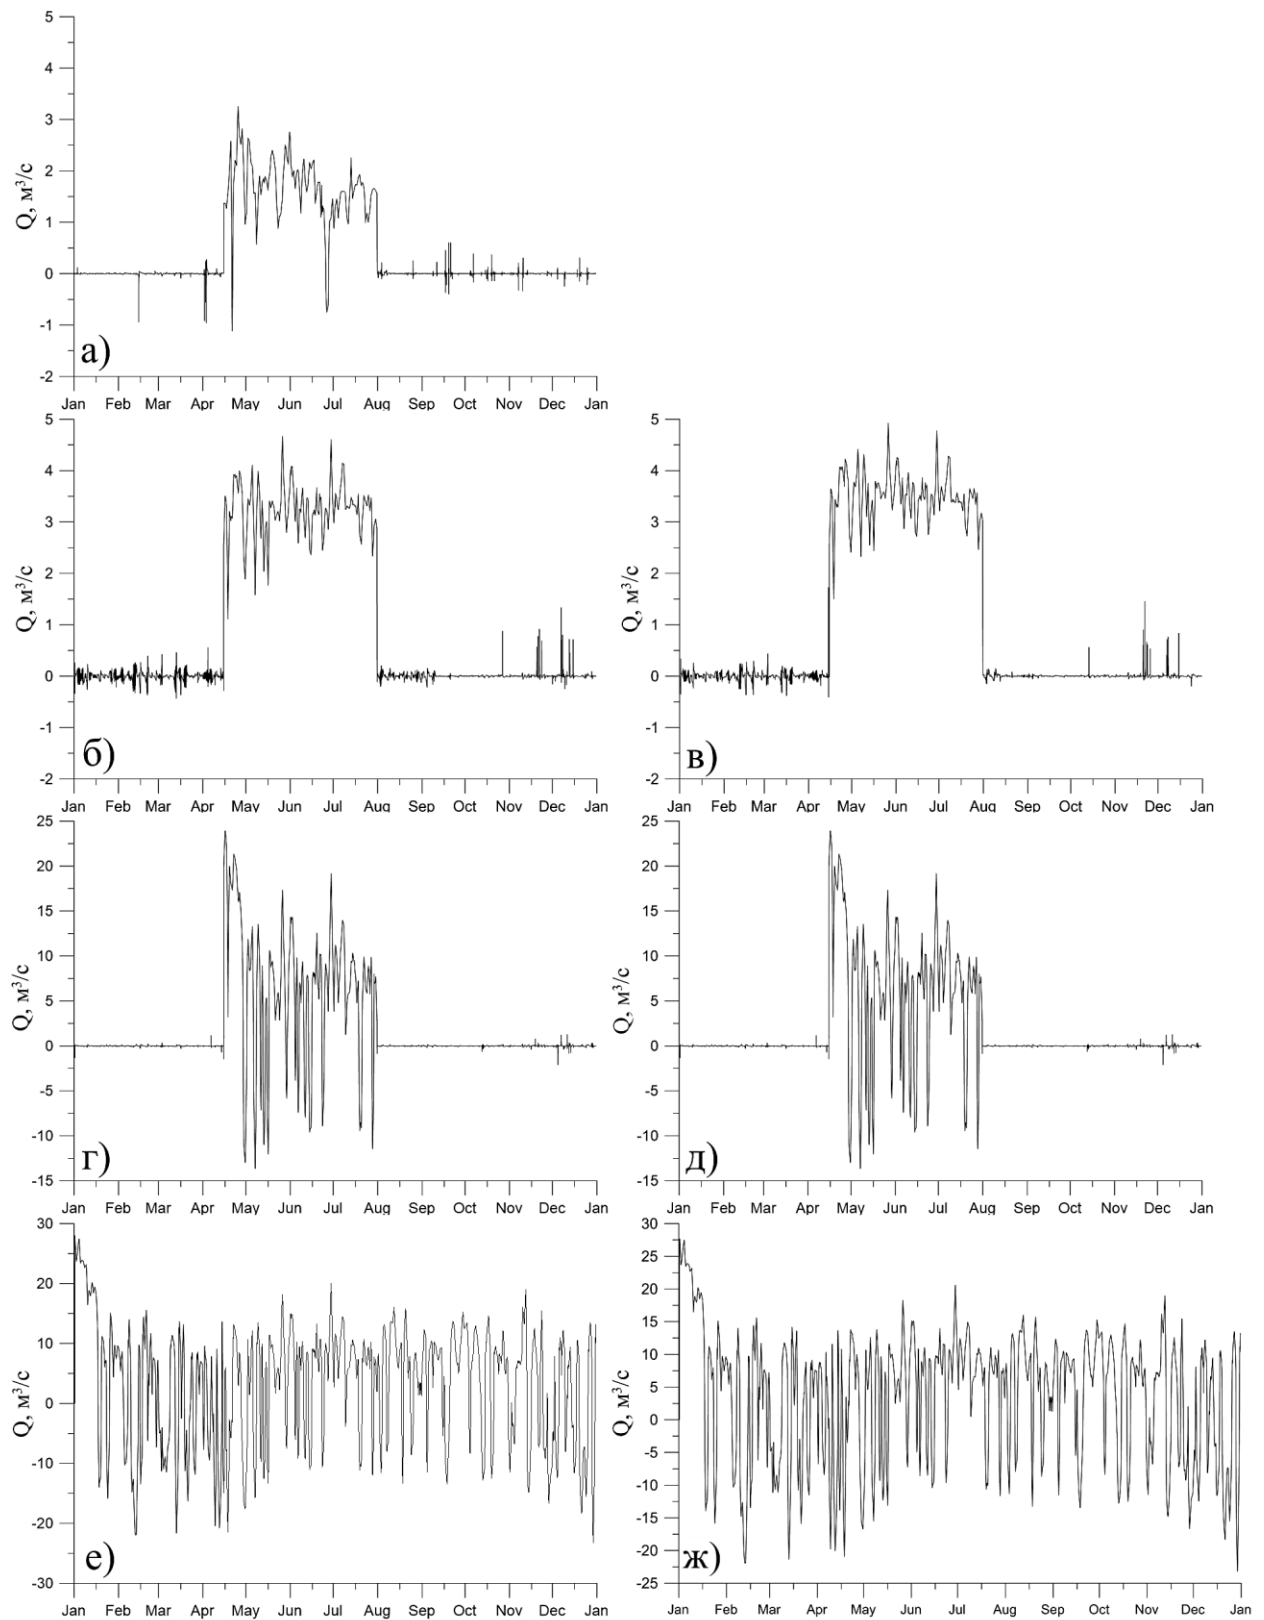 5
4
3
2
1
0
-1
-2
Q, м³/с
а)
Jan Feb Mar Apr May Jun Jul Aug Sep Oct Nov Dec Jan
5
4
3
2
1
0
-1
-2
Q, м³/с
б)
Jan Feb Mar Apr May Jun Jul Aug Sep Oct Nov Dec Jan
5
4
3
2
1
0
-1
-2
Q, м³/с
в)
Jan Feb Mar Apr May Jun Jul Aug Sep Oct Nov Dec Jan
25
20
15
10
5
0
-5
-10
-15
Q, м³/с
г)
Jan Feb Mar Apr May Jun Jul Aug Sep Oct Nov Dec Jan
25
20
15
10
5
0
-5
-10
-15
Q, м³/с
д)
Jan Feb Mar Apr May Jun Jul Aug Sep Oct Nov Dec Jan
30
20
10
0
-10
-20
-30
Q, м³/с
е)
Jan Feb Mar Apr May Jun Jul Aug Sep Oct Nov Dec Jan
30
25
20
15
10
5
0
-5
-10
-15
-20
-25
Q, м³/с
ж)
Jan Feb Mar Apr May Jun Jul Aug Sep Oct Nov Dec Jan